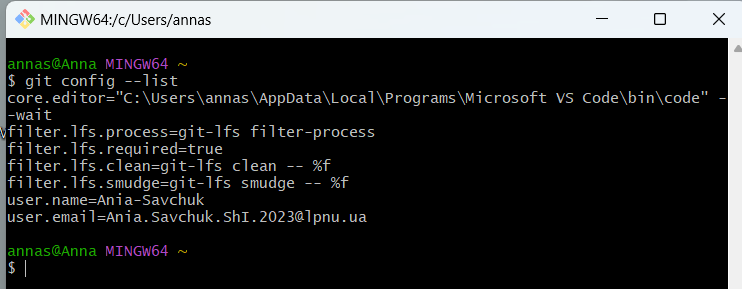 MINGW64:/c/Users/annas
annas@Anna MINGW64 ~
$ git config --list
core.editor="C:\Users\annas\AppData\Local\Programs\Microsoft VS Code\bin\code" -
-wait
filter.lfs.process=git-lfs filter-process
filter.lfs.required=true
filter.lfs.clean=git-lfs clean -- %f
filter.lfs.smudge=git-lfs smudge -- %f
user.name=Ania-Savchuk
user.email=Ania.Savchuk.ShI.2023@lpnu.ua
annas@Anna MINGW64 ~
$